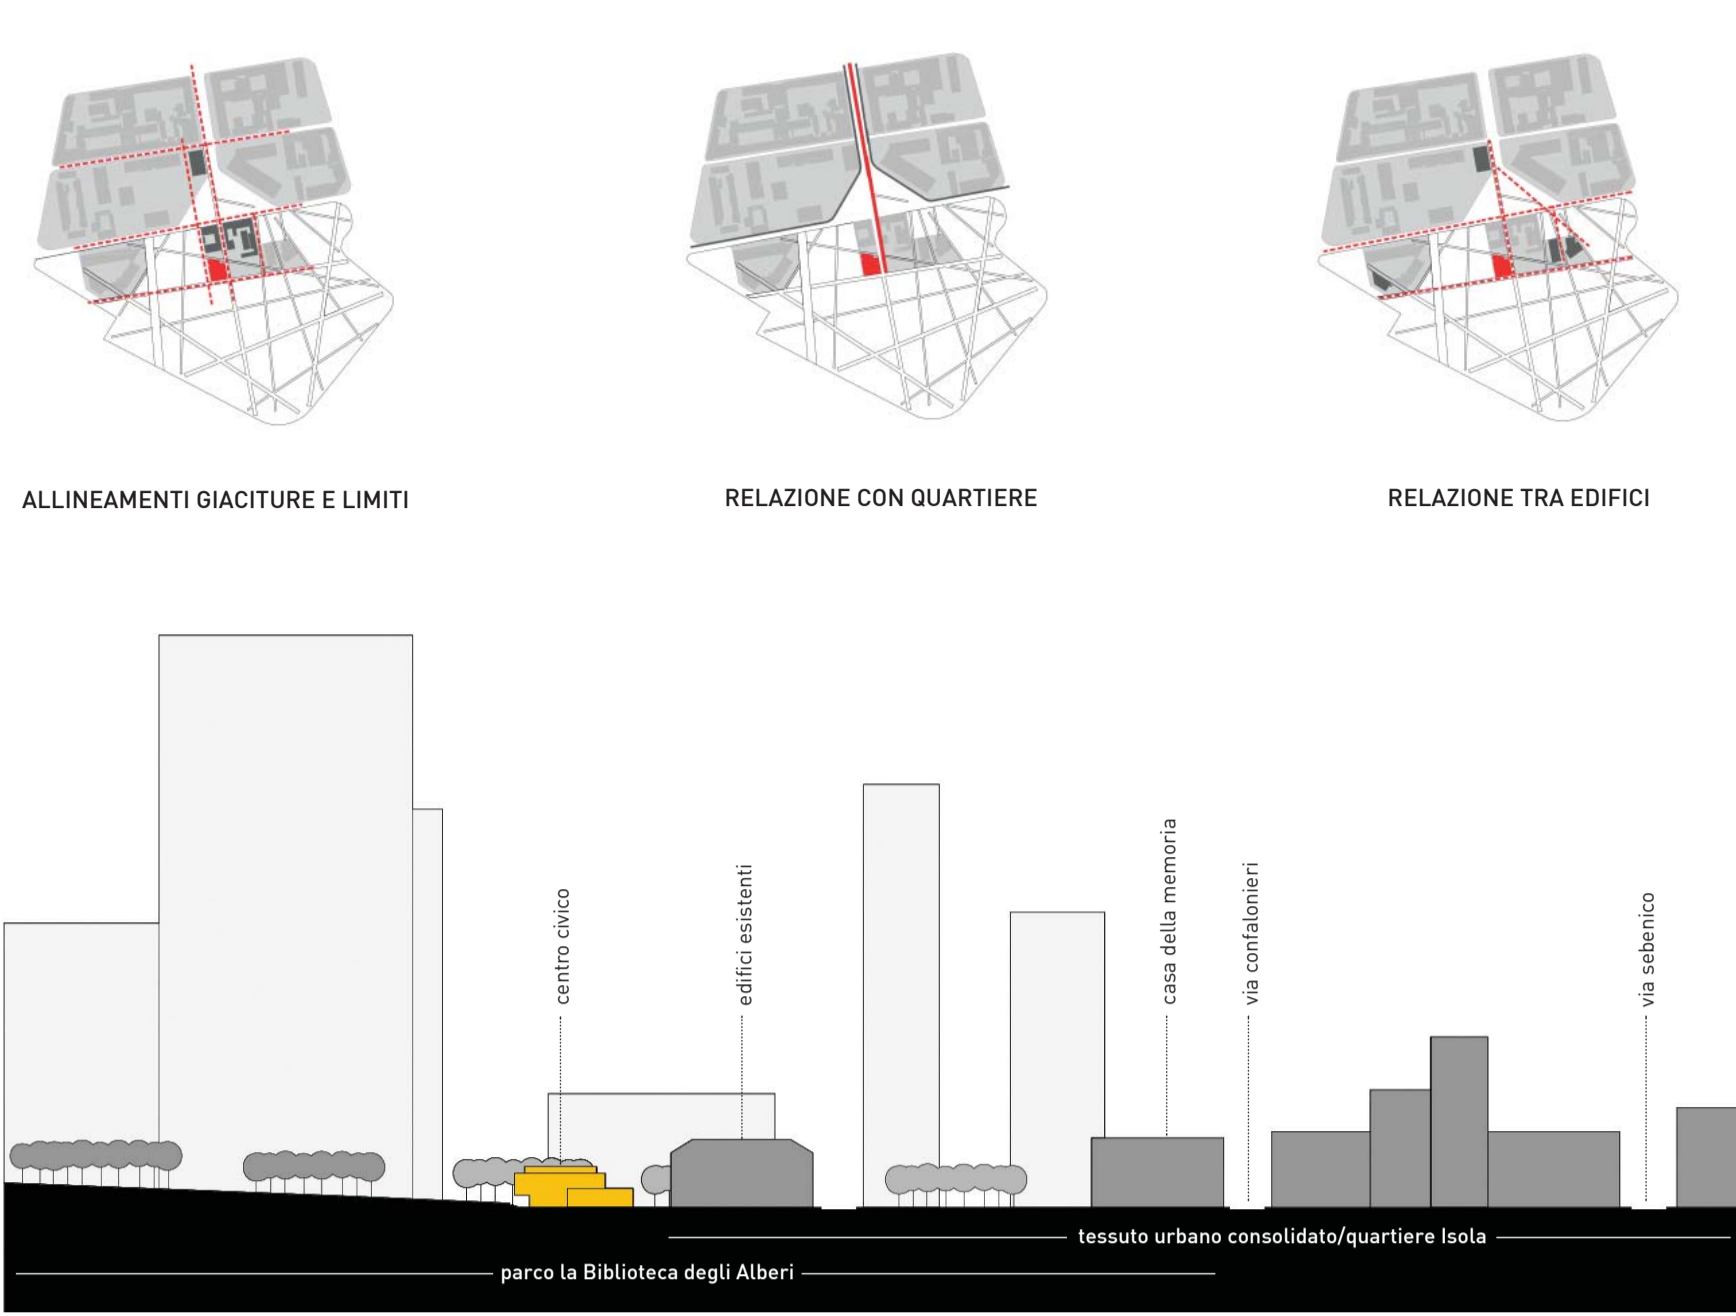 ALLINEAMENTI GIACITURE E LIMITI
RELAZIONE CON QUARTIERE
RELAZIONE TRA EDIFICI
centro civico
edifici esistenti
casa della memoria
via confalonieri
via sebenico
tessuto urbano consolidato/quartiere Isola
parco la Biblioteca degli Alberi